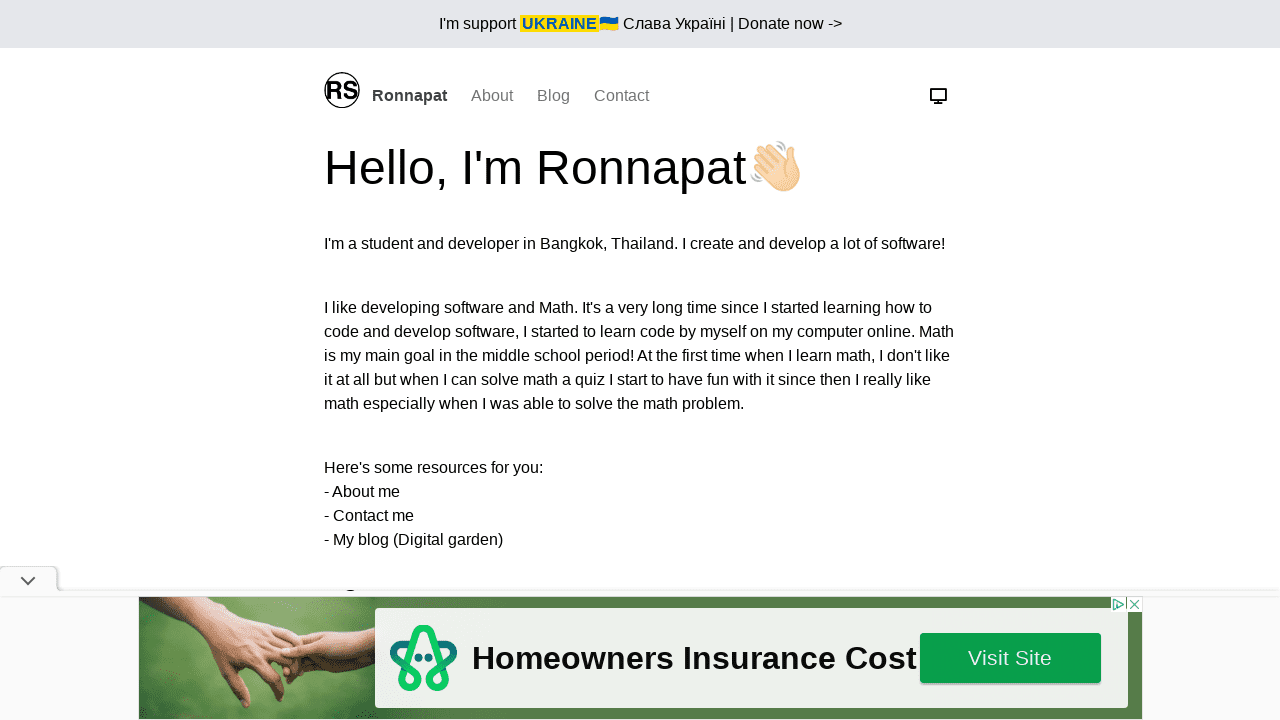 I'm support UKRAINE🇺🇦 Слава Україні | Donate now ->
RS Ronnapat About Blog Contact
Hello, I'm Ronnapat👋🏻
I'm a student and developer in Bangkok, Thailand. I create and develop a lot of software!
I like developing software and Math. It's a very long time since I started learning how to
code and develop software, I started to learn code by myself on my computer online. Math
is my main goal in the middle school period! At the first time when I learn math, I don't like
it at all but when I can solve math a quiz I start to have fun with it since then I really like
math especially when I was able to solve the math problem.
Here's some resources for you:
- About me
- Contact me
- My blog (Digital garden)
Homeowners Insurance Cost
Visit Site